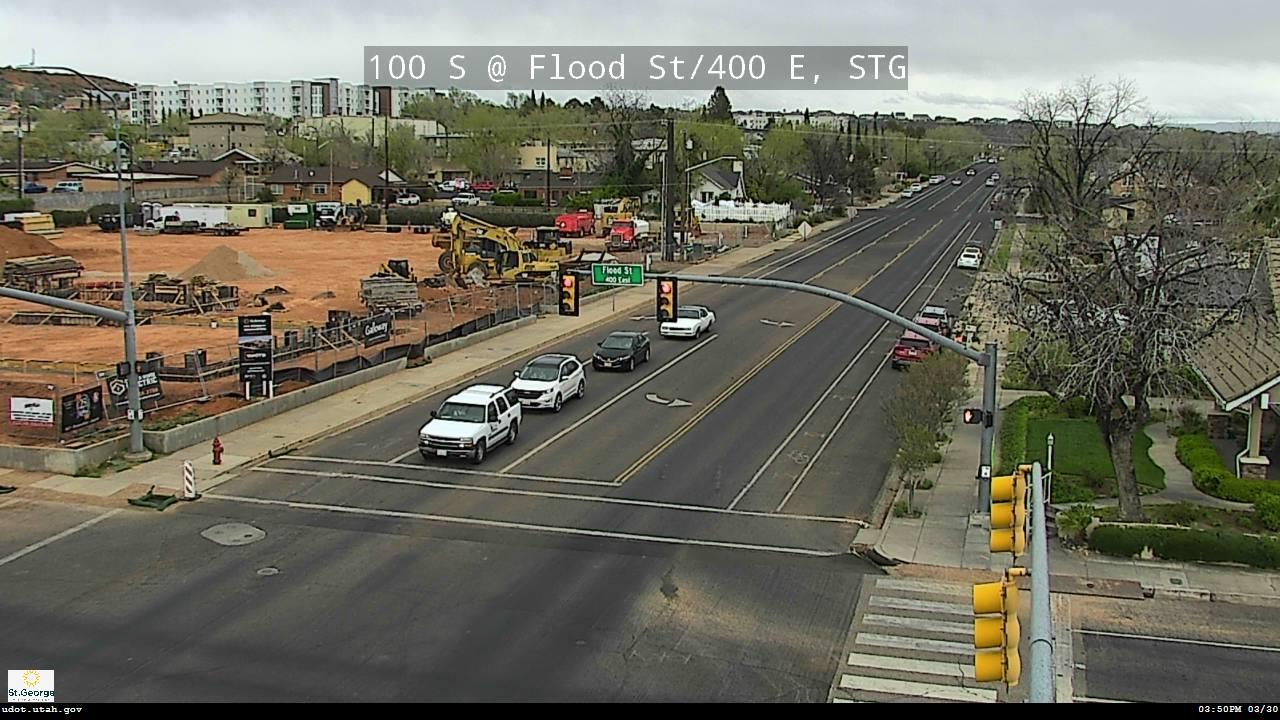 100 S @ Flood St/400 E, STG
Flood St
400 East
Galloway
ELECTRIC
St.George
udot.utah.gov
03:50PM 03/30